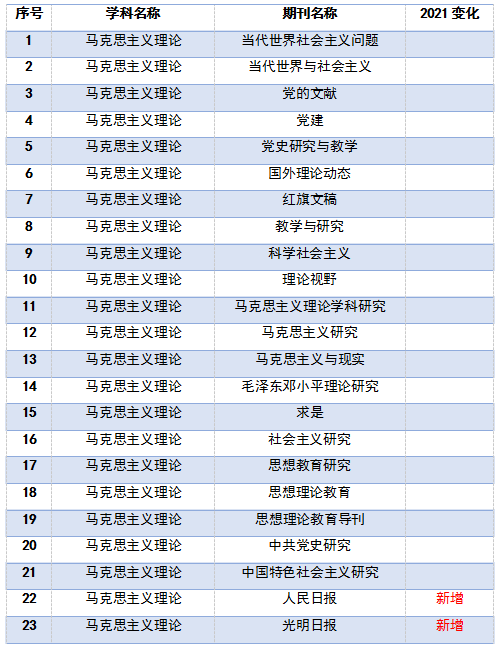 序号 学科名称 期刊名称 2021 变化
1 马克思主义理论 当代世界社会主义问题
2 马克思主义理论 当代世界与社会主义
3 马克思主义理论 党的文献
4 马克思主义理论 党建
5 马克思主义理论 党史研究与教学
6 马克思主义理论 国外理论动态
7 马克思主义理论 红旗文稿
8 马克思主义理论 教学与研究
9 马克思主义理论 科学社会主义
10 马克思主义理论 理论视野
11 马克思主义理论 马克思主义理论学科研究
12 马克思主义理论 马克思主义研究
13 马克思主义理论 马克思主义与现实
14 马克思主义理论 毛泽东邓小平理论研究
15 马克思主义理论 求是
16 马克思主义理论 社会主义研究
17 马克思主义理论 思想教育研究
18 马克思主义理论 思想理论教育
19 马克思主义理论 思想理论教育导刊
20 马克思主义理论 中共党史研究
21 马克思主义理论 中国特色社会主义研究
22 马克思主义理论 人民日报 新增
23 马克思主义理论 光明日报 新增